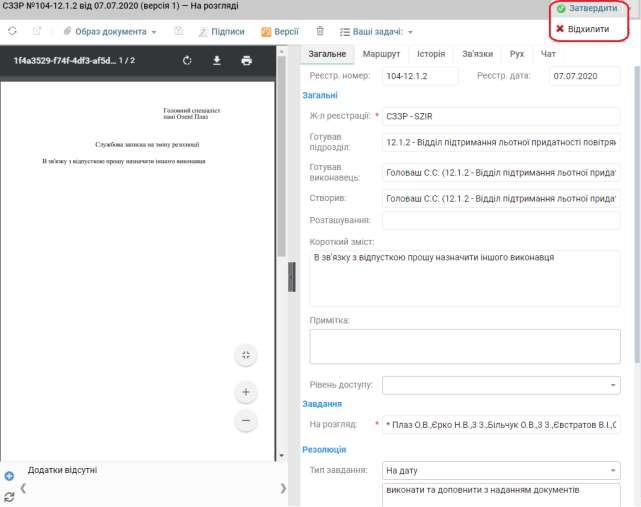 СЗЗР №104-12.1.2 від 07.07.2020 (версія 1) — На розгляді
Затвердити
Відхилити
Образ документа
Підписи
Версії
Ваші задачі:
1f4a3529-f74f-4df3-af5d… 1 / 2
Головний спеціаліст
пані Олені Плаз
Службова записка на зміну резолюції
В зв'язку з відпусткою прошу назначити іншого виконавця
Додатки відсутні
Загальне Маршрут Історія Зв'язки Рух Чат
Реєстр. номер: 104-12.1.2 Реєстр. дата: 07.07.2020
Загальні
Ж-л реєстрації: * СЗЗР - SZIR
Готував
підрозділ: 12.1.2 - Відділ підтримання льотної придатності повітрян
Готував
виконавець: Головаш С.С. (12.1.2 - Відділ підтримання льотної придат
Створив: Головаш С.С. (12.1.2 - Відділ підтримання льотної придат
Розташування:
Короткий зміст:
В зв'язку з відпусткою прошу назначити іншого виконавця
Примітка:
Рівень доступу:
Завдання
На розгляд: * * Плаз О.В.,Єрко Н.В.,З З.,Більчук О.В.,З З.,Євстратов В.І.,С
Резолюція
Тип завдання: На дату
виконати та доповнити з наданням документів